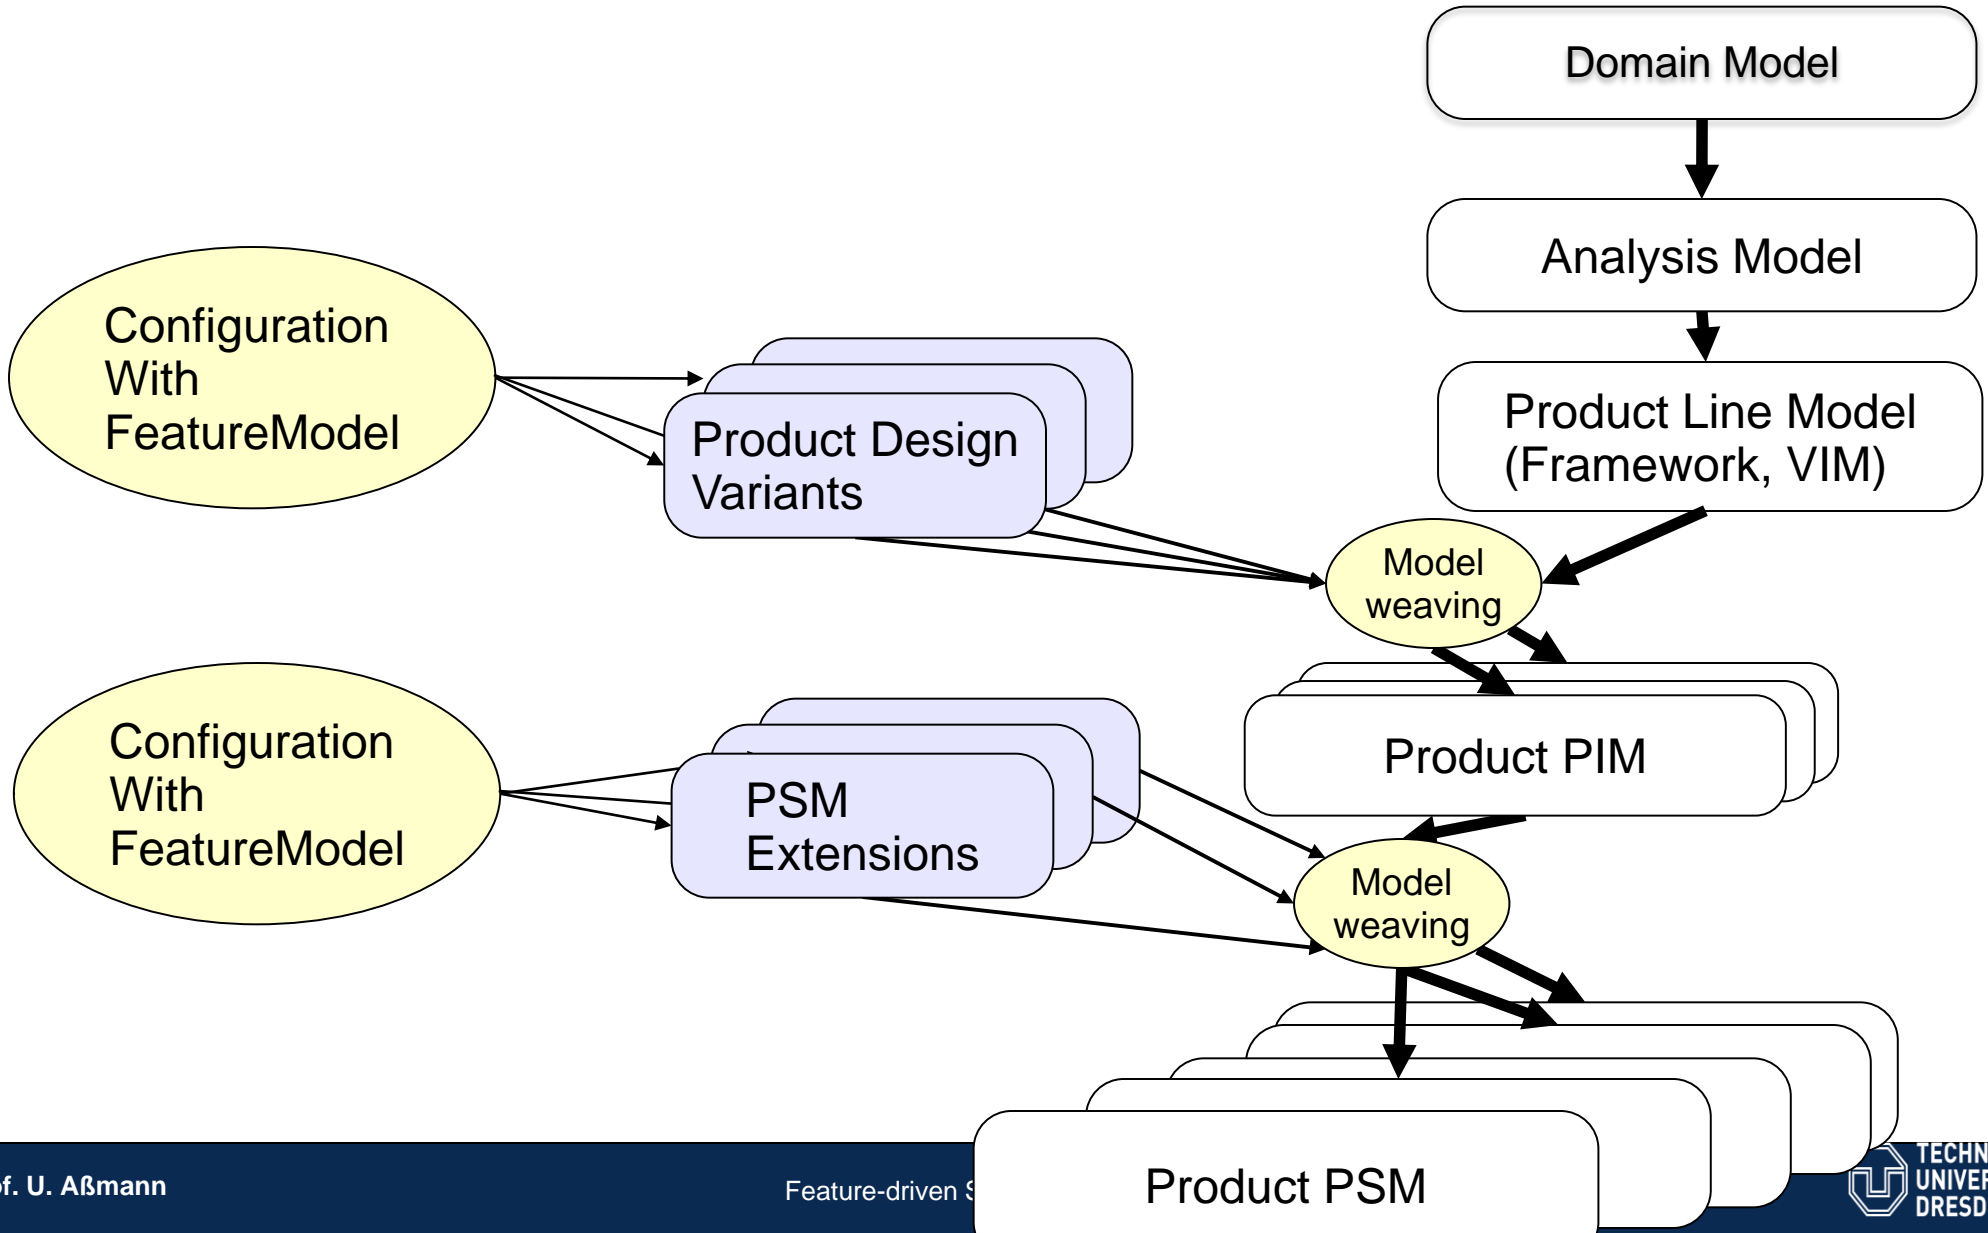 Domain Model
Analysis Model
Configuration
With
FeatureModel
Product Design
Variants
Product Line Model
(Framework, VIM)
Model
weaving
Configuration
With
FeatureModel
PSM
Extensions
Product PIM
Model
weaving
Product PSM
U. Aßmann
Feature-driven